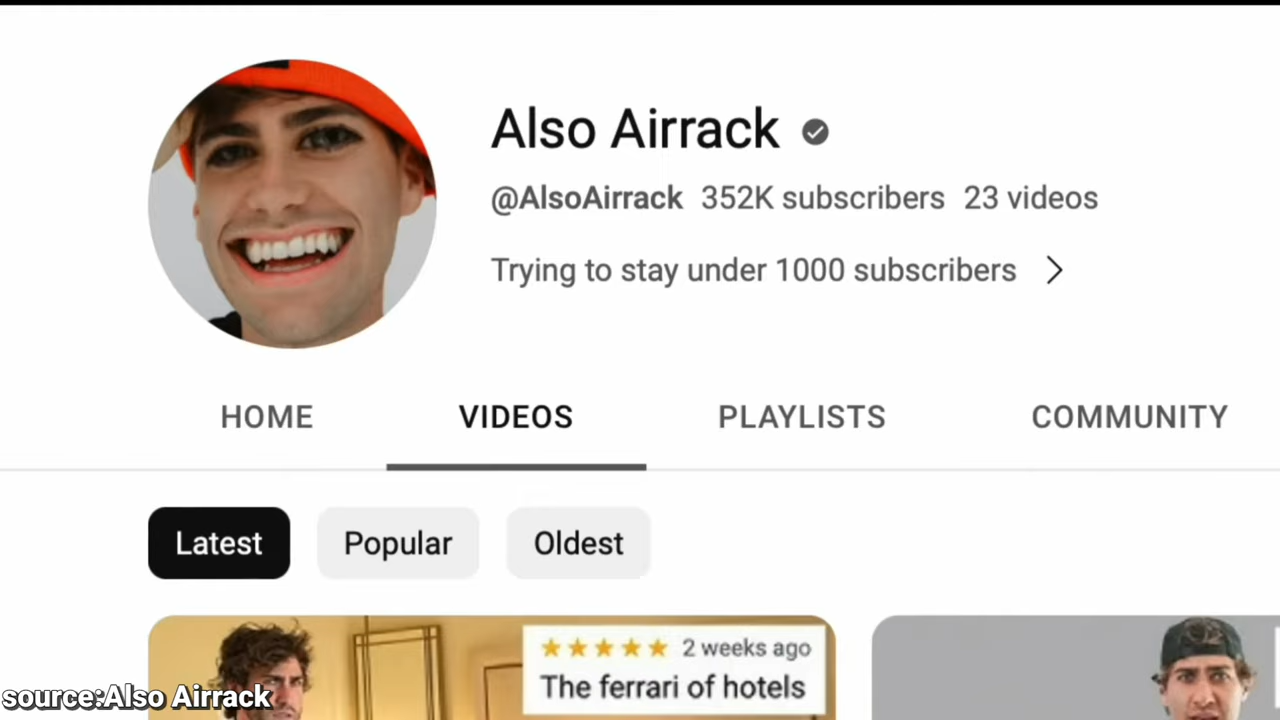 Also Airrack
@AlsoAirrack 352K subscribers 23 videos
Trying to stay under 1000 subscribers
HOME VIDEOS PLAYLISTS COMMUNITY
Latest Popular Oldest
2 weeks ago
The ferrari of hotels
source:Also Airrack